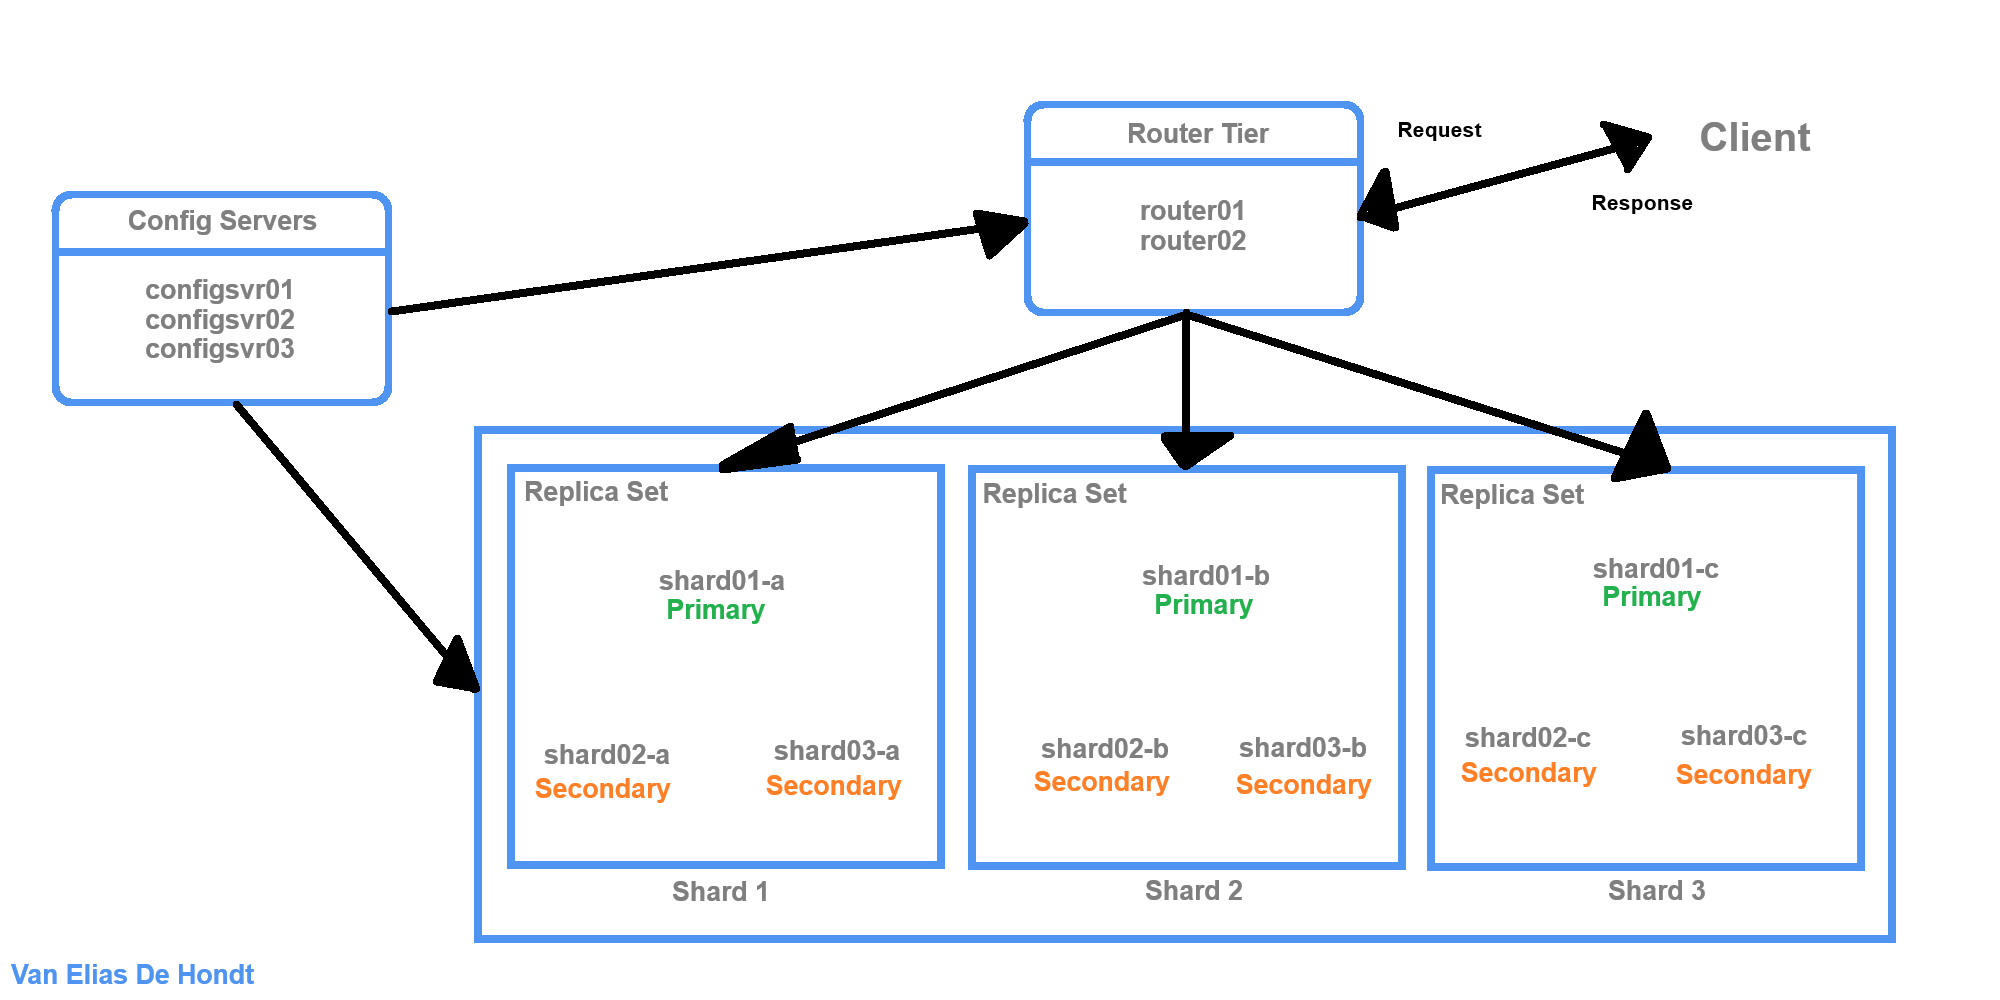 Router Tier
router01
router02
Request
Response
Client
Config Servers
configsvr01
configsvr02
configsvr03
Replica Set
shard01-a
Primary
shard02-a
Secondary
shard03-a
Secondary
Shard 1
Replica Set
shard01-b
Primary
shard02-b
Secondary
shard03-b
Secondary
Shard 2
Replica Set
shard01-c
Primary
shard02-c
Secondary
shard03-c
Secondary
Shard 3
Van Elias De Hondt